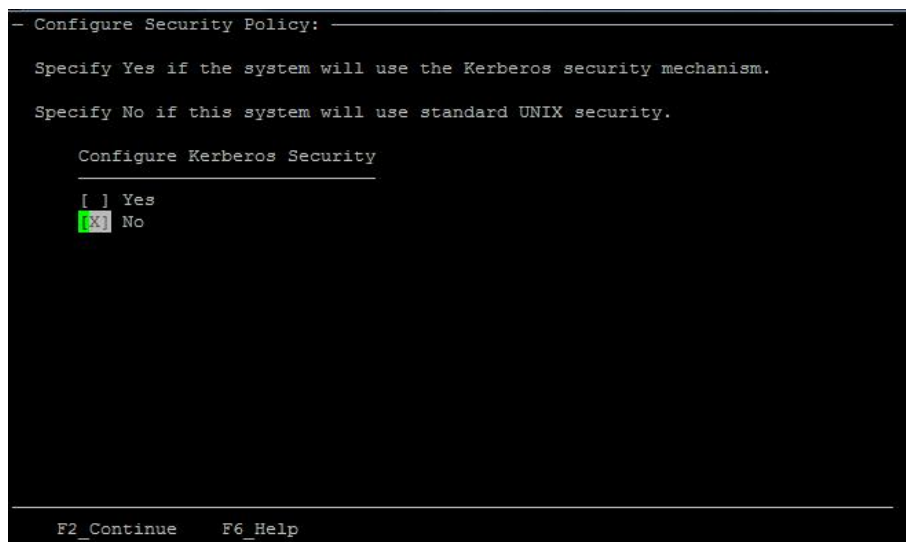 – Configure Security Policy:
Specify Yes if the system will use the Kerberos security mechanism.
Specify No if this system will use standard UNIX security.
Configure Kerberos Security
[ ] Yes
[X] No
F2_Continue F6_Help